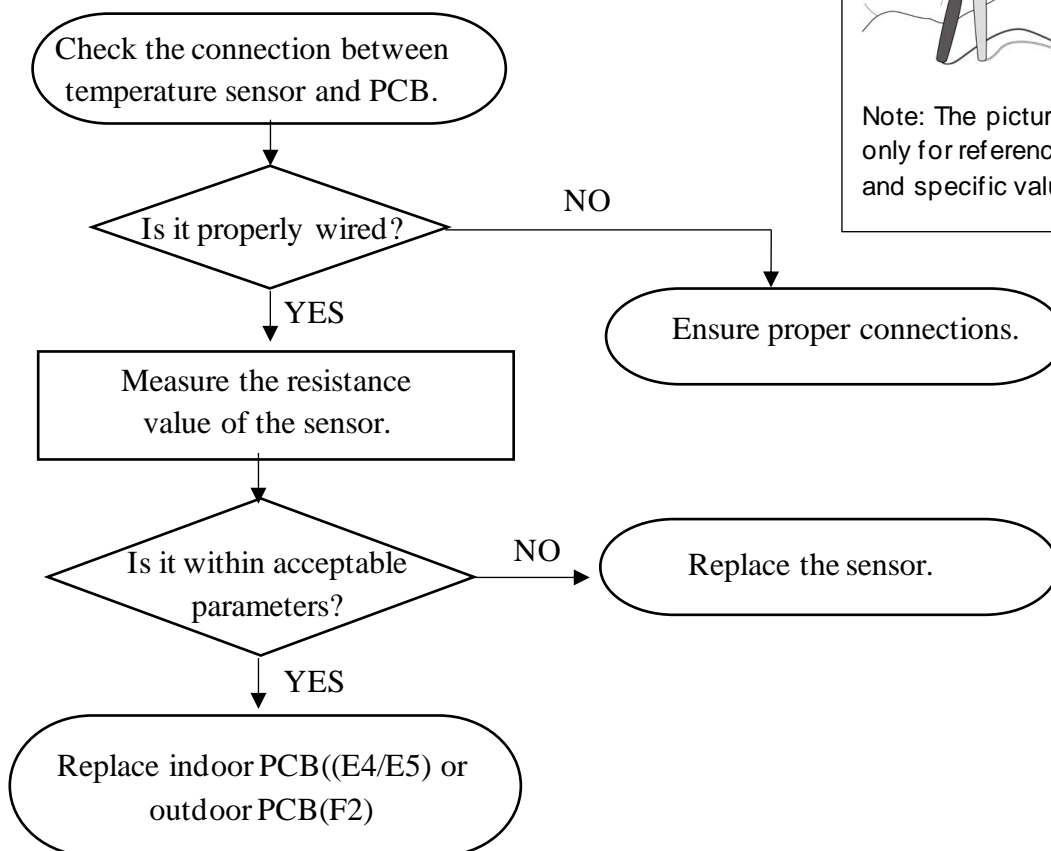 Check the connection between
temperature sensor and PCB.
Note: The pictur
only for referenc
and specific valu
Is it properly wired?
NO
YES
Ensure proper connections.
Measure the resistance
value of the sensor.
Is it within acceptable
parameters?
NO
Replace the sensor.
YES
Replace indoor PCB((E4/E5) or
outdoor PCB(F2)